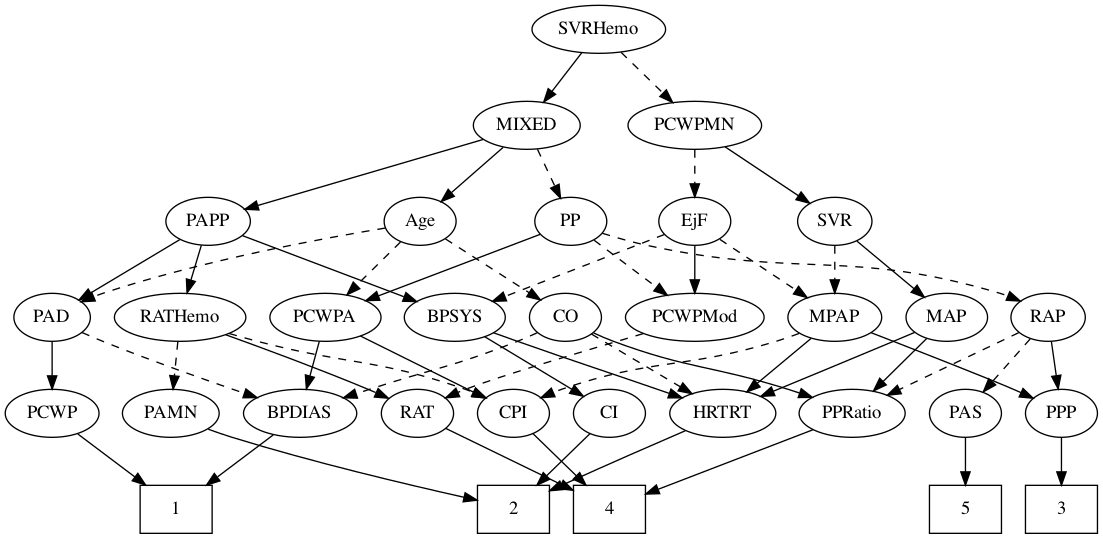 SVRHemo
MIXED
PCWPMN
PAPP
Age
PP
EjF
SVR
PAD
RATHemo
PCWPA
BPSYS
CO
PCWPMod
MPAP
MAP
RAP
PCWP
PAMN
BPDIAS
RAT
CPI
CI
HRTRT
PPRatio
PAS
PPP
1
2
4
5
3